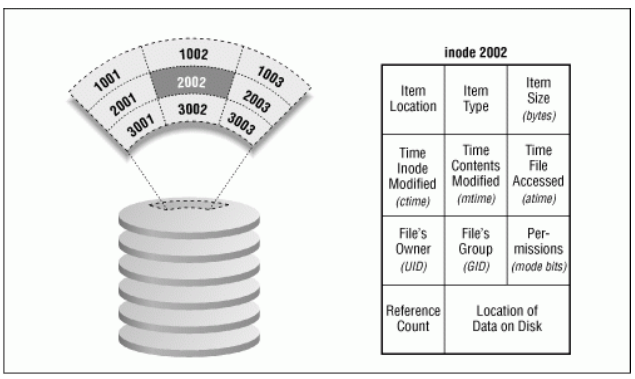 1001
1002
1003
2001
2002
2003
3001
3002
3003
inode 2002
Item
Location
Item
Type
Item
Size
(bytes)
Time
Inode
Modified
(ctime)
Time
Contents
Modified
(mtime)
Time
File
Accessed
(atime)
File's
Owner
(UID)
File's
Group
(GID)
Per-
missions
(mode bits)
Reference
Count
Location of
Data on Disk